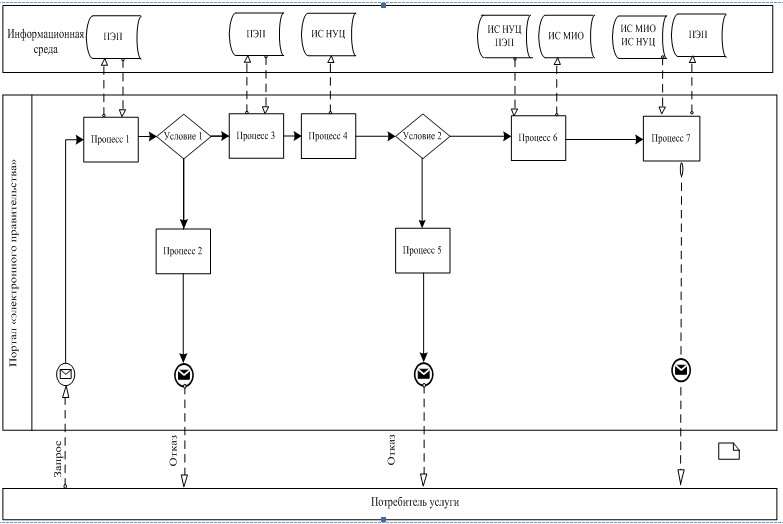 Информационная
среда
ПЭП
ПЭП
ИС НУЦ
ИС НУЦ
ПЭП
ИС МИО
ИС МИО
ИС НУЦ
ПЭП
Портал «электронного правительства»
Процесс 1
Условие 1
Процесс 3
Процесс 4
Условие 2
Процесс 6
Процесс 7
Процесс 2
Процесс 5
Запрос
Отказ
Отказ
Потребитель услуги